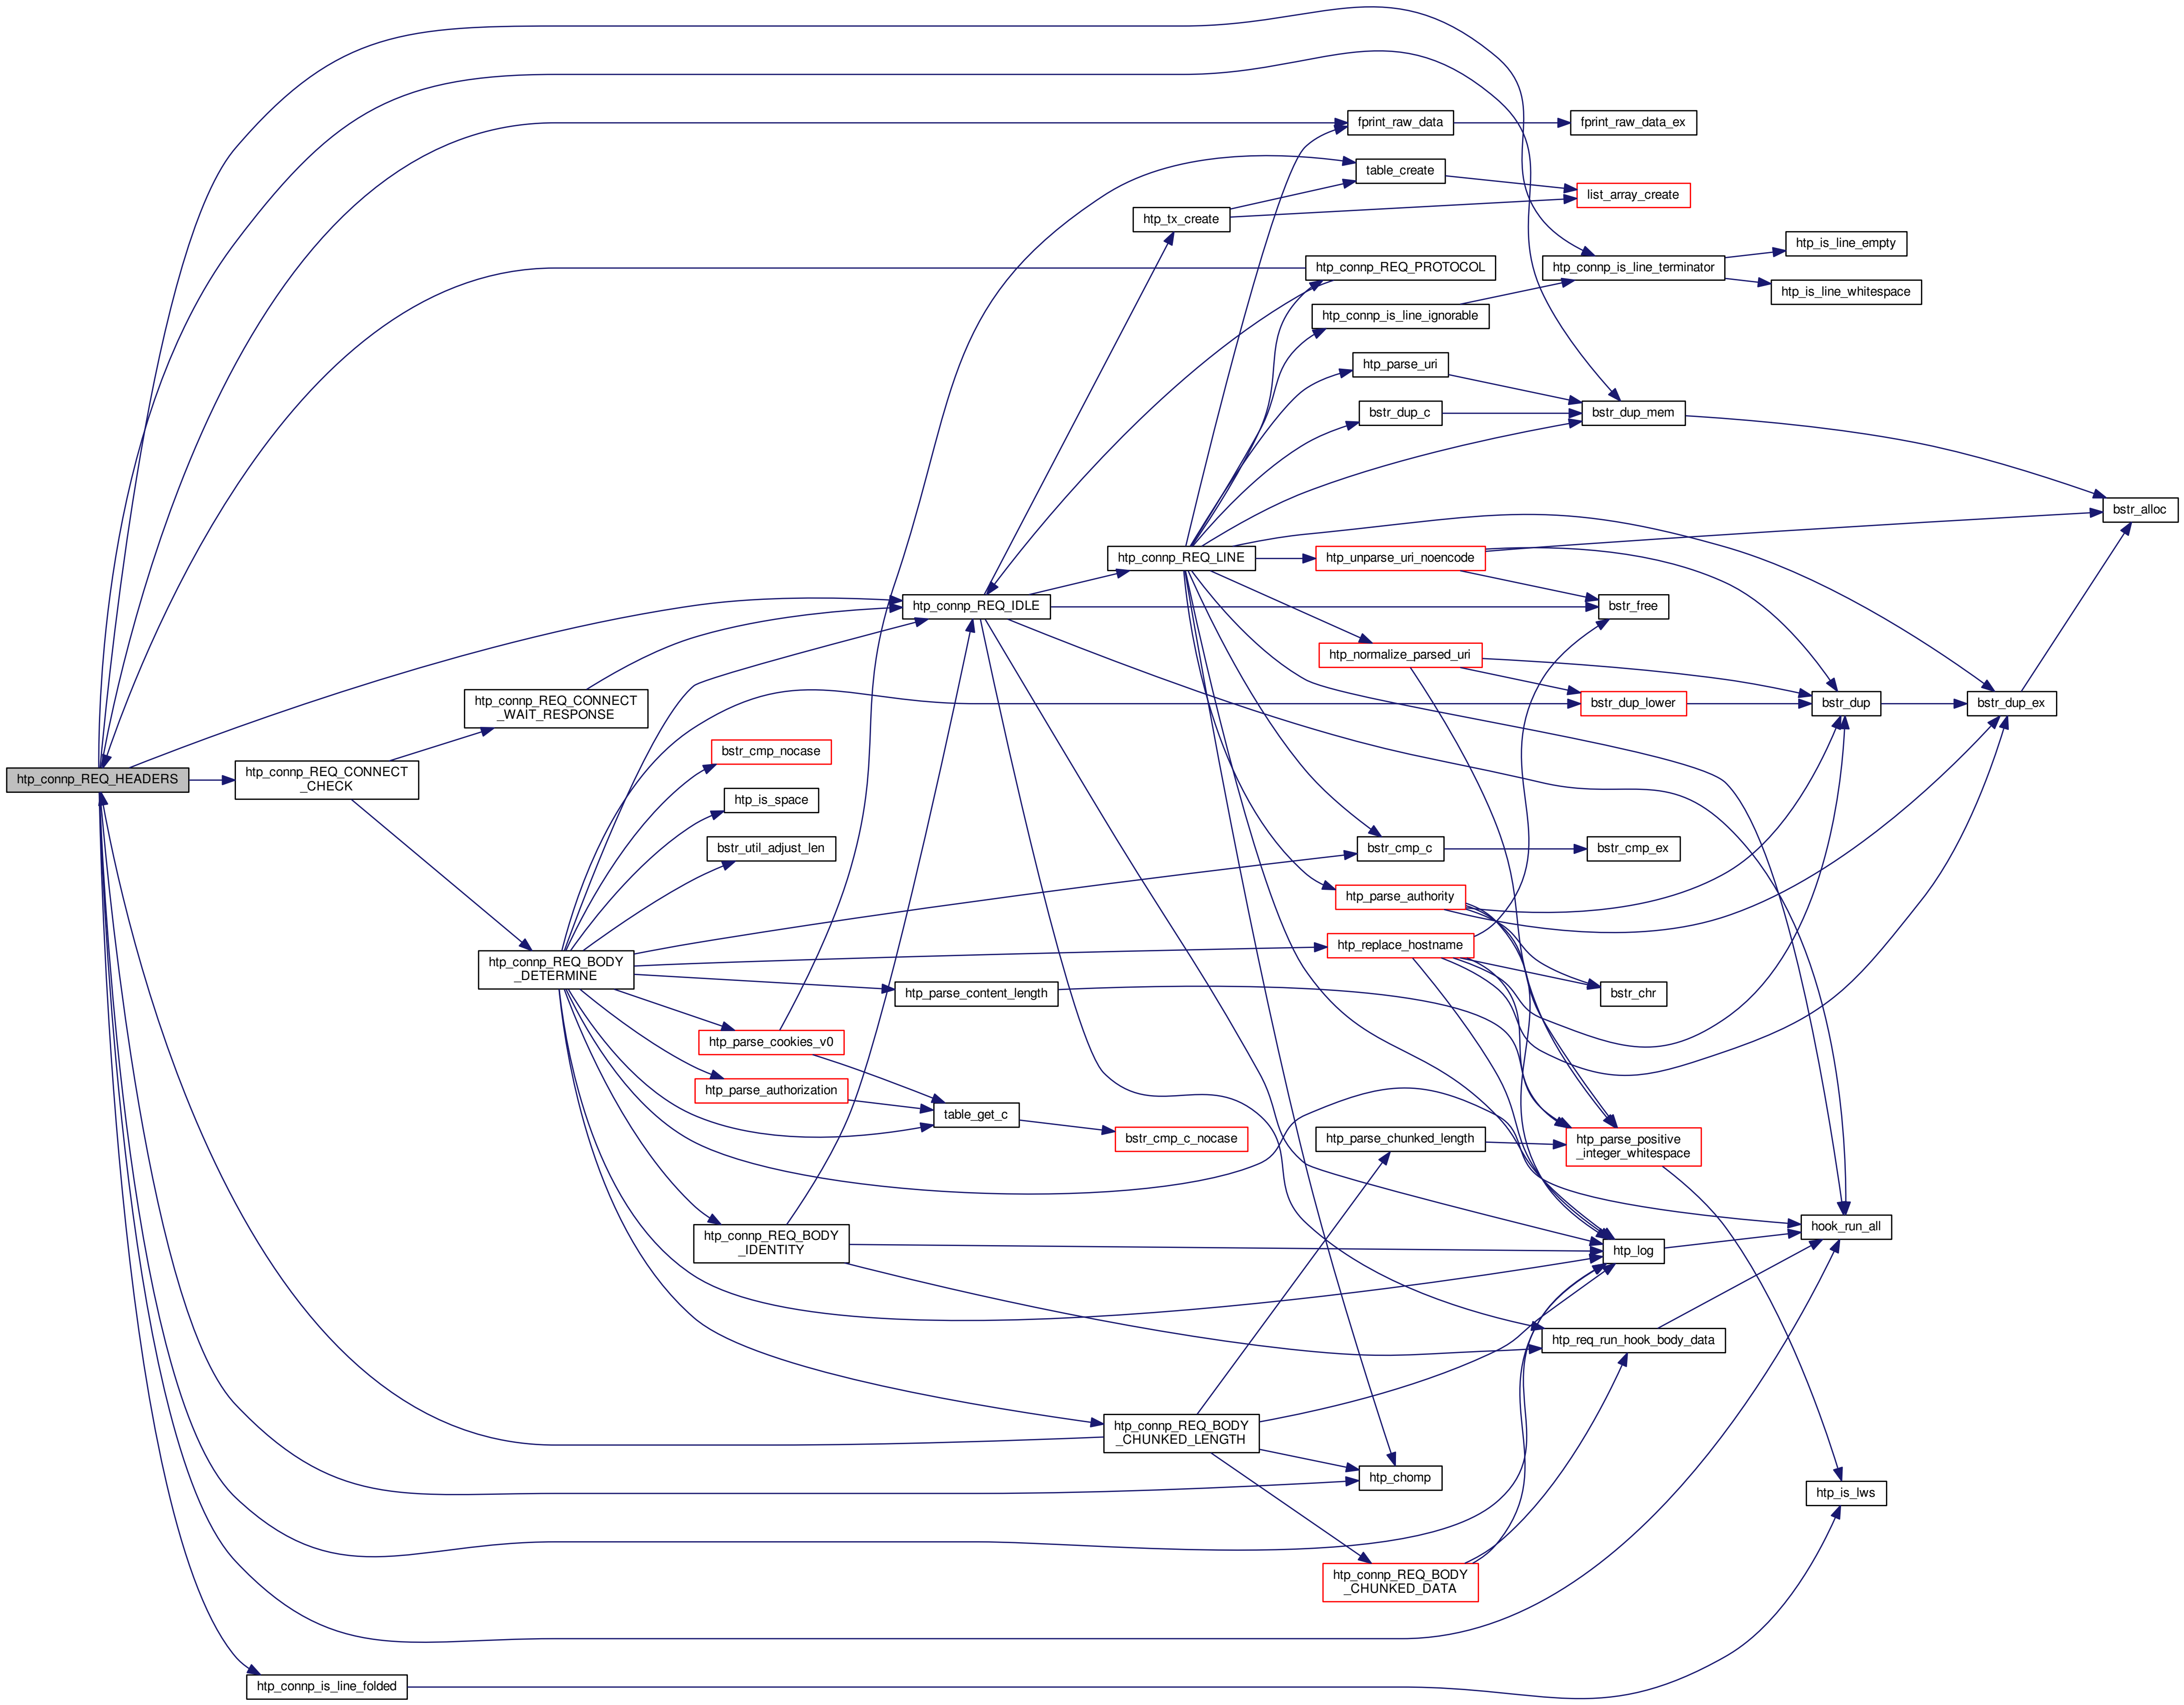 fprint_raw_data
fprint_raw_data_ex
table_create
list_array_create
htp_tx_create
htp_is_line_empty
htp_connp_REQ_PROTOCOL
htp_connp_is_line_terminator
htp_is_line_whitespace
htp_connp_is_line_ignorable
htp_parse_uri
bstr_dup_c
bstr_dup_mem
bstr_alloc
htp_connp_REQ_LINE
htp_unparse_uri_noencode
htp_connp_REQ_IDLE
bstr_free
htp_normalize_parsed_uri
htp_connp_REQ_CONNECT
_WAIT_RESPONSE
bstr_dup_lower
bstr_dup
bstr_dup_ex
bstr_cmp_nocase
htp_connp_REQ_HEADERS
htp_connp_REQ_CONNECT
_CHECK
htp_is_space
bstr_util_adjust_len
bstr_cmp_c
bstr_cmp_ex
htp_parse_authority
htp_replace_hostname
htp_connp_REQ_BODY
_DETERMINE
htp_parse_content_length
bstr_chr
htp_parse_cookies_v0
htp_parse_authorization
table_get_c
bstr_cmp_c_nocase
htp_parse_chunked_length
htp_parse_positive
_integer_whitespace
htp_connp_REQ_BODY
_IDENTITY
hook_run_all
htp_log
htp_req_run_hook_body_data
htp_connp_REQ_BODY
_CHUNKED_LENGTH
htp_chomp
htp_is_lws
htp_connp_REQ_BODY
_CHUNKED_DATA
htp_connp_is_line_folded